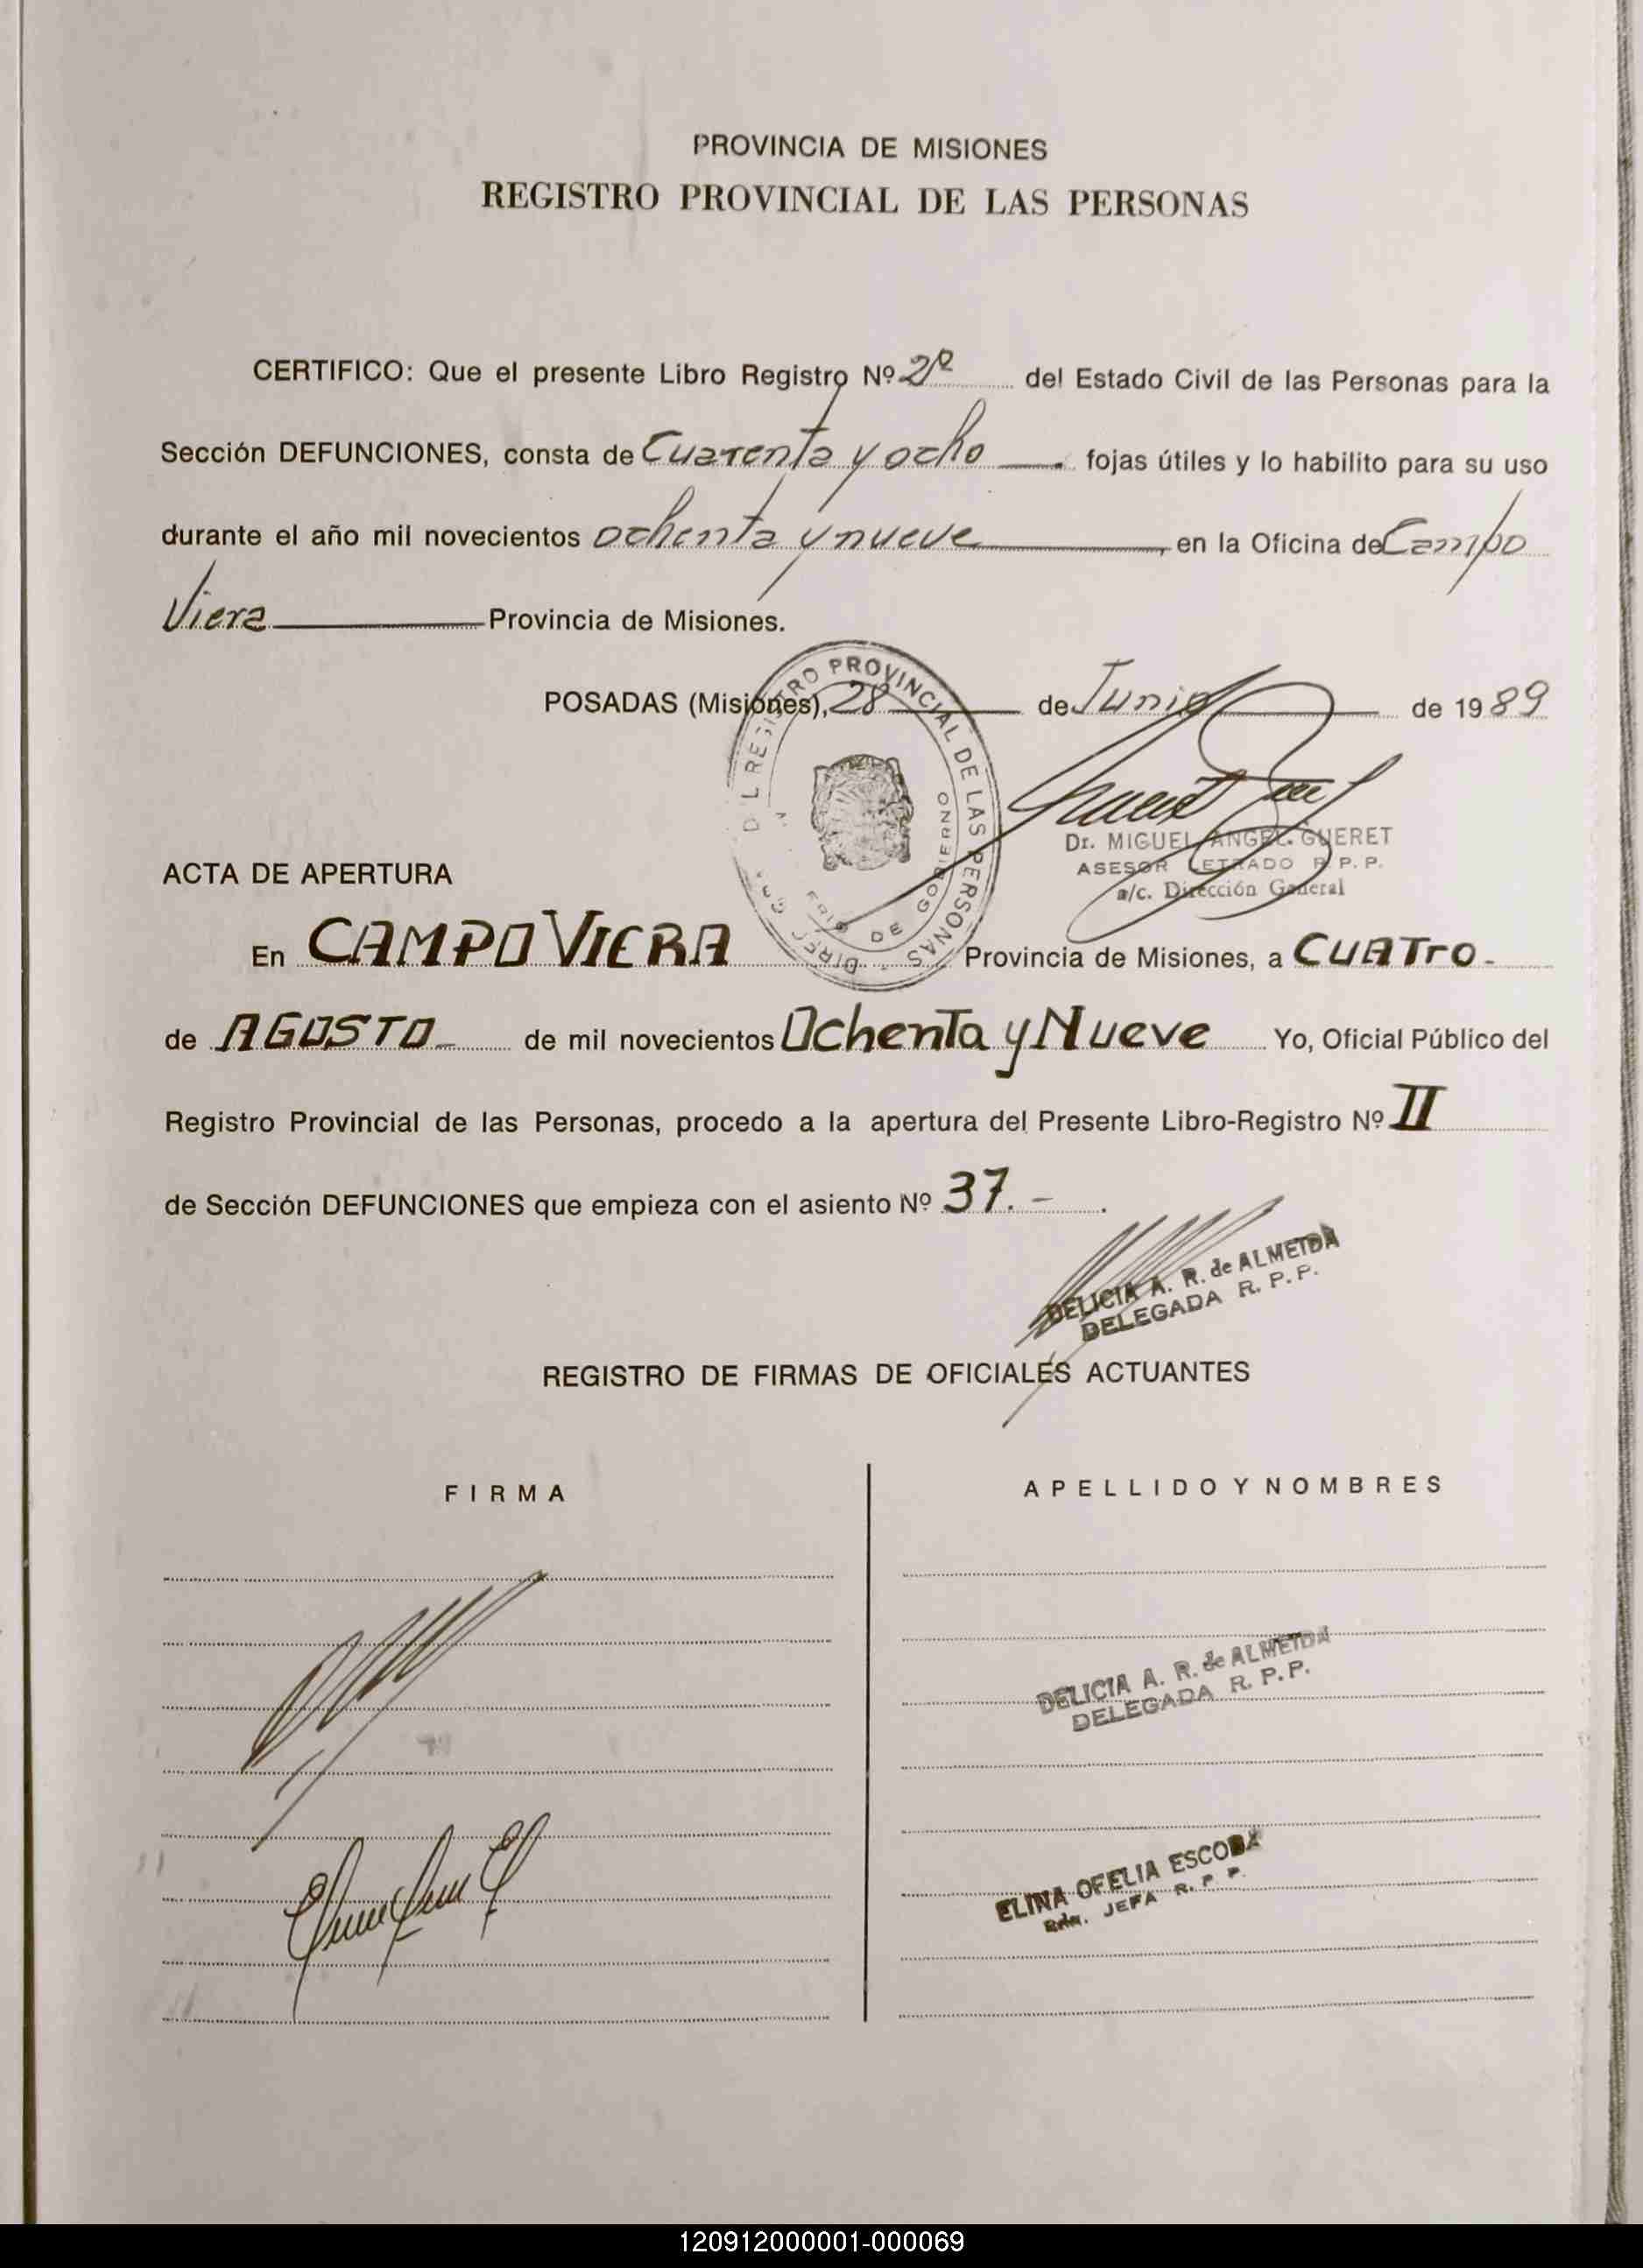 PROVINCIA DE MISIONES
REGISTRO PROVINCIAL DE LAS PERSONAS
CERTIFICO: Que el presente Libro Registro Nº 2º del Estado Civil de las Personas para la
Sección DEFUNCIONES, consta de Cuarenta y ocho fojas útiles y lo habilito para su uso
durante el año mil novecientos ochenta y nueve en la Oficina de Campo
Viera Provincia de Misiones.
POSADAS (Misiones), 28 de Junio de 1989
REGISTRO PROVINCIAL DE LAS PERSONAS
DE GOBIERNO
Dr. MIGUEL ANGEL GUERET
ASESOR LETRADO R. P. P.
a/c. Dirección General
ACTA DE APERTURA
En CAMPO VIERA Provincia de Misiones, a CUATro -
de AGOSTO de mil novecientos Ochenta y Nueve Yo, Oficial Público del
Registro Provincial de las Personas, procedo a la apertura del Presente Libro-Registro Nº II
de Sección DEFUNCIONES que empieza con el asiento Nº 37. -
DELICIA A. R. de ALMEIDA
DELEGADA R. P. P.
REGISTRO DE FIRMAS DE OFICIALES ACTUANTES
FIRMA
APELLIDO Y NOMBRES
DELICIA A. R. de ALMEIDA
DELEGADA R. P. P.
ELINA OFELIA ESCOBA
JEFA R. P. P.
120912000001-000069